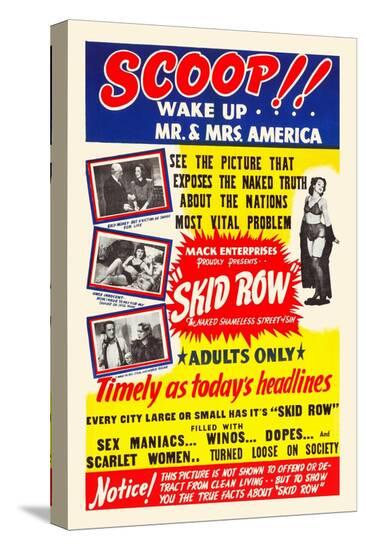 SCOOP!!
WAKE UP....
MR. & MRS. AMERICA
SEE THE PICTURE THAT
EXPOSES THE NAKED TRUTH
ABOUT THE NATIONS
MOST VITAL PROBLEM
MACK ENTERPRISES
PROUDLY PRESENTS..
"SKID ROW"
The NAKED SHAMELESS STREET of SIN
ADULTS ONLY
Timely as today's headlines
EVERY CITY LARGE OR SMALL HAS IT'S "SKID ROW"
FILLED WITH
SEX MANIACS... WINOS... DOPES... And
SCARLET WOMEN.. TURNED LOOSE ON SOCIETY
Notice! THIS PICTURE IS NOT SHOWN TO OFFEND OR DE-
TRACT FROM CLEAN LIVING - BUT TO SHOW
YOU THE TRUE FACTS ABOUT "SKID ROW"